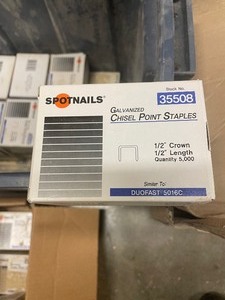 Stock No.
SPOTNAILS®
35508
GALVANIZED
CHISEL POINT STAPLES
1/2" Crown
1/2" Length
Quantity 5,000
Similar To:
DUOFAST 5016C